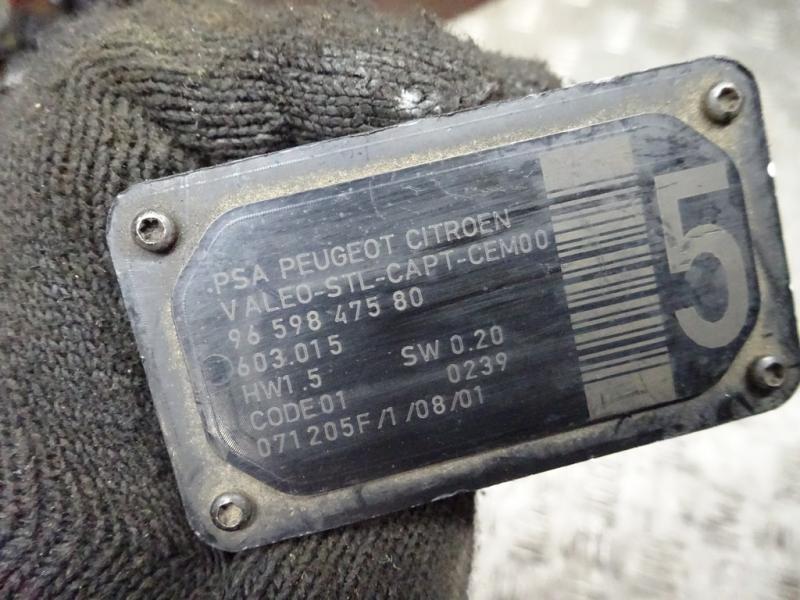 PSA PEUGEOT CITROEN
VALEO-STL-CAPT-CEM00
96 598 475 80
603.015 SW 0.20
HW1.5 0239
CODE01
071205F/1/08/01
5